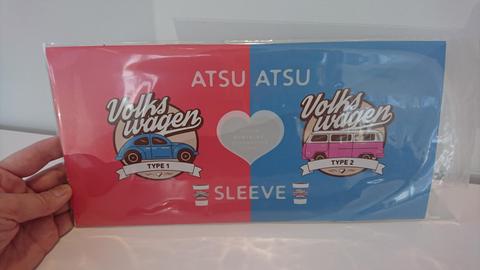 ATSU ATSU
Volks
wagen
TYPE 1
Volks
wagen
TYPE 2
SLEEVE